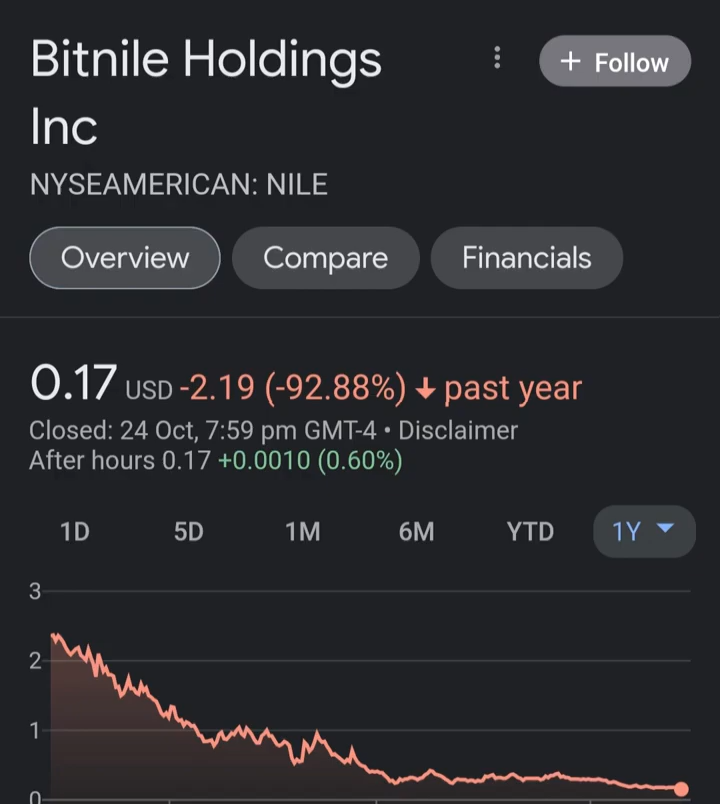 Bitnile Holdings
Inc
+ Follow
NYSEAMERICAN: NILE
Overview Compare Financials
0.17 USD -2.19 (-92.88%) ↓ past year
Closed: 24 Oct, 7:59 pm GMT-4 • Disclaimer
After hours 0.17 +0.0010 (0.60%)
1D 5D 1M 6M YTD 1Y
3
2
1
0